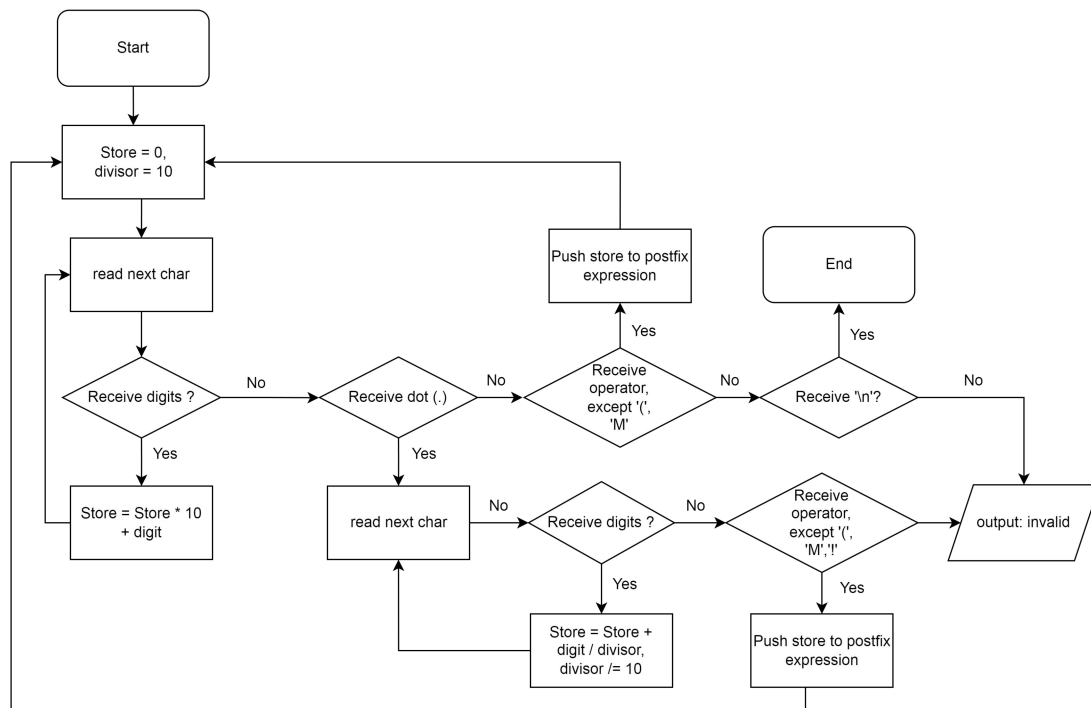 Start
Store = 0,
divisor = 10
read next char
Push store to postfix
expression
End
Receive digits ?
No
Receive dot (.)
No
Receive
operator,
except '(',
'M'
Yes
No
Receive '\n'?
Yes
No
Yes
Store = Store * 10
+ digit
Yes
read next char
No
Receive digits ?
No
Receive
operator,
except '(',
'M','!'
output: invalid
Yes
Store = Store +
digit / divisor,
divisor /= 10
Yes
Push store to postfix
expression